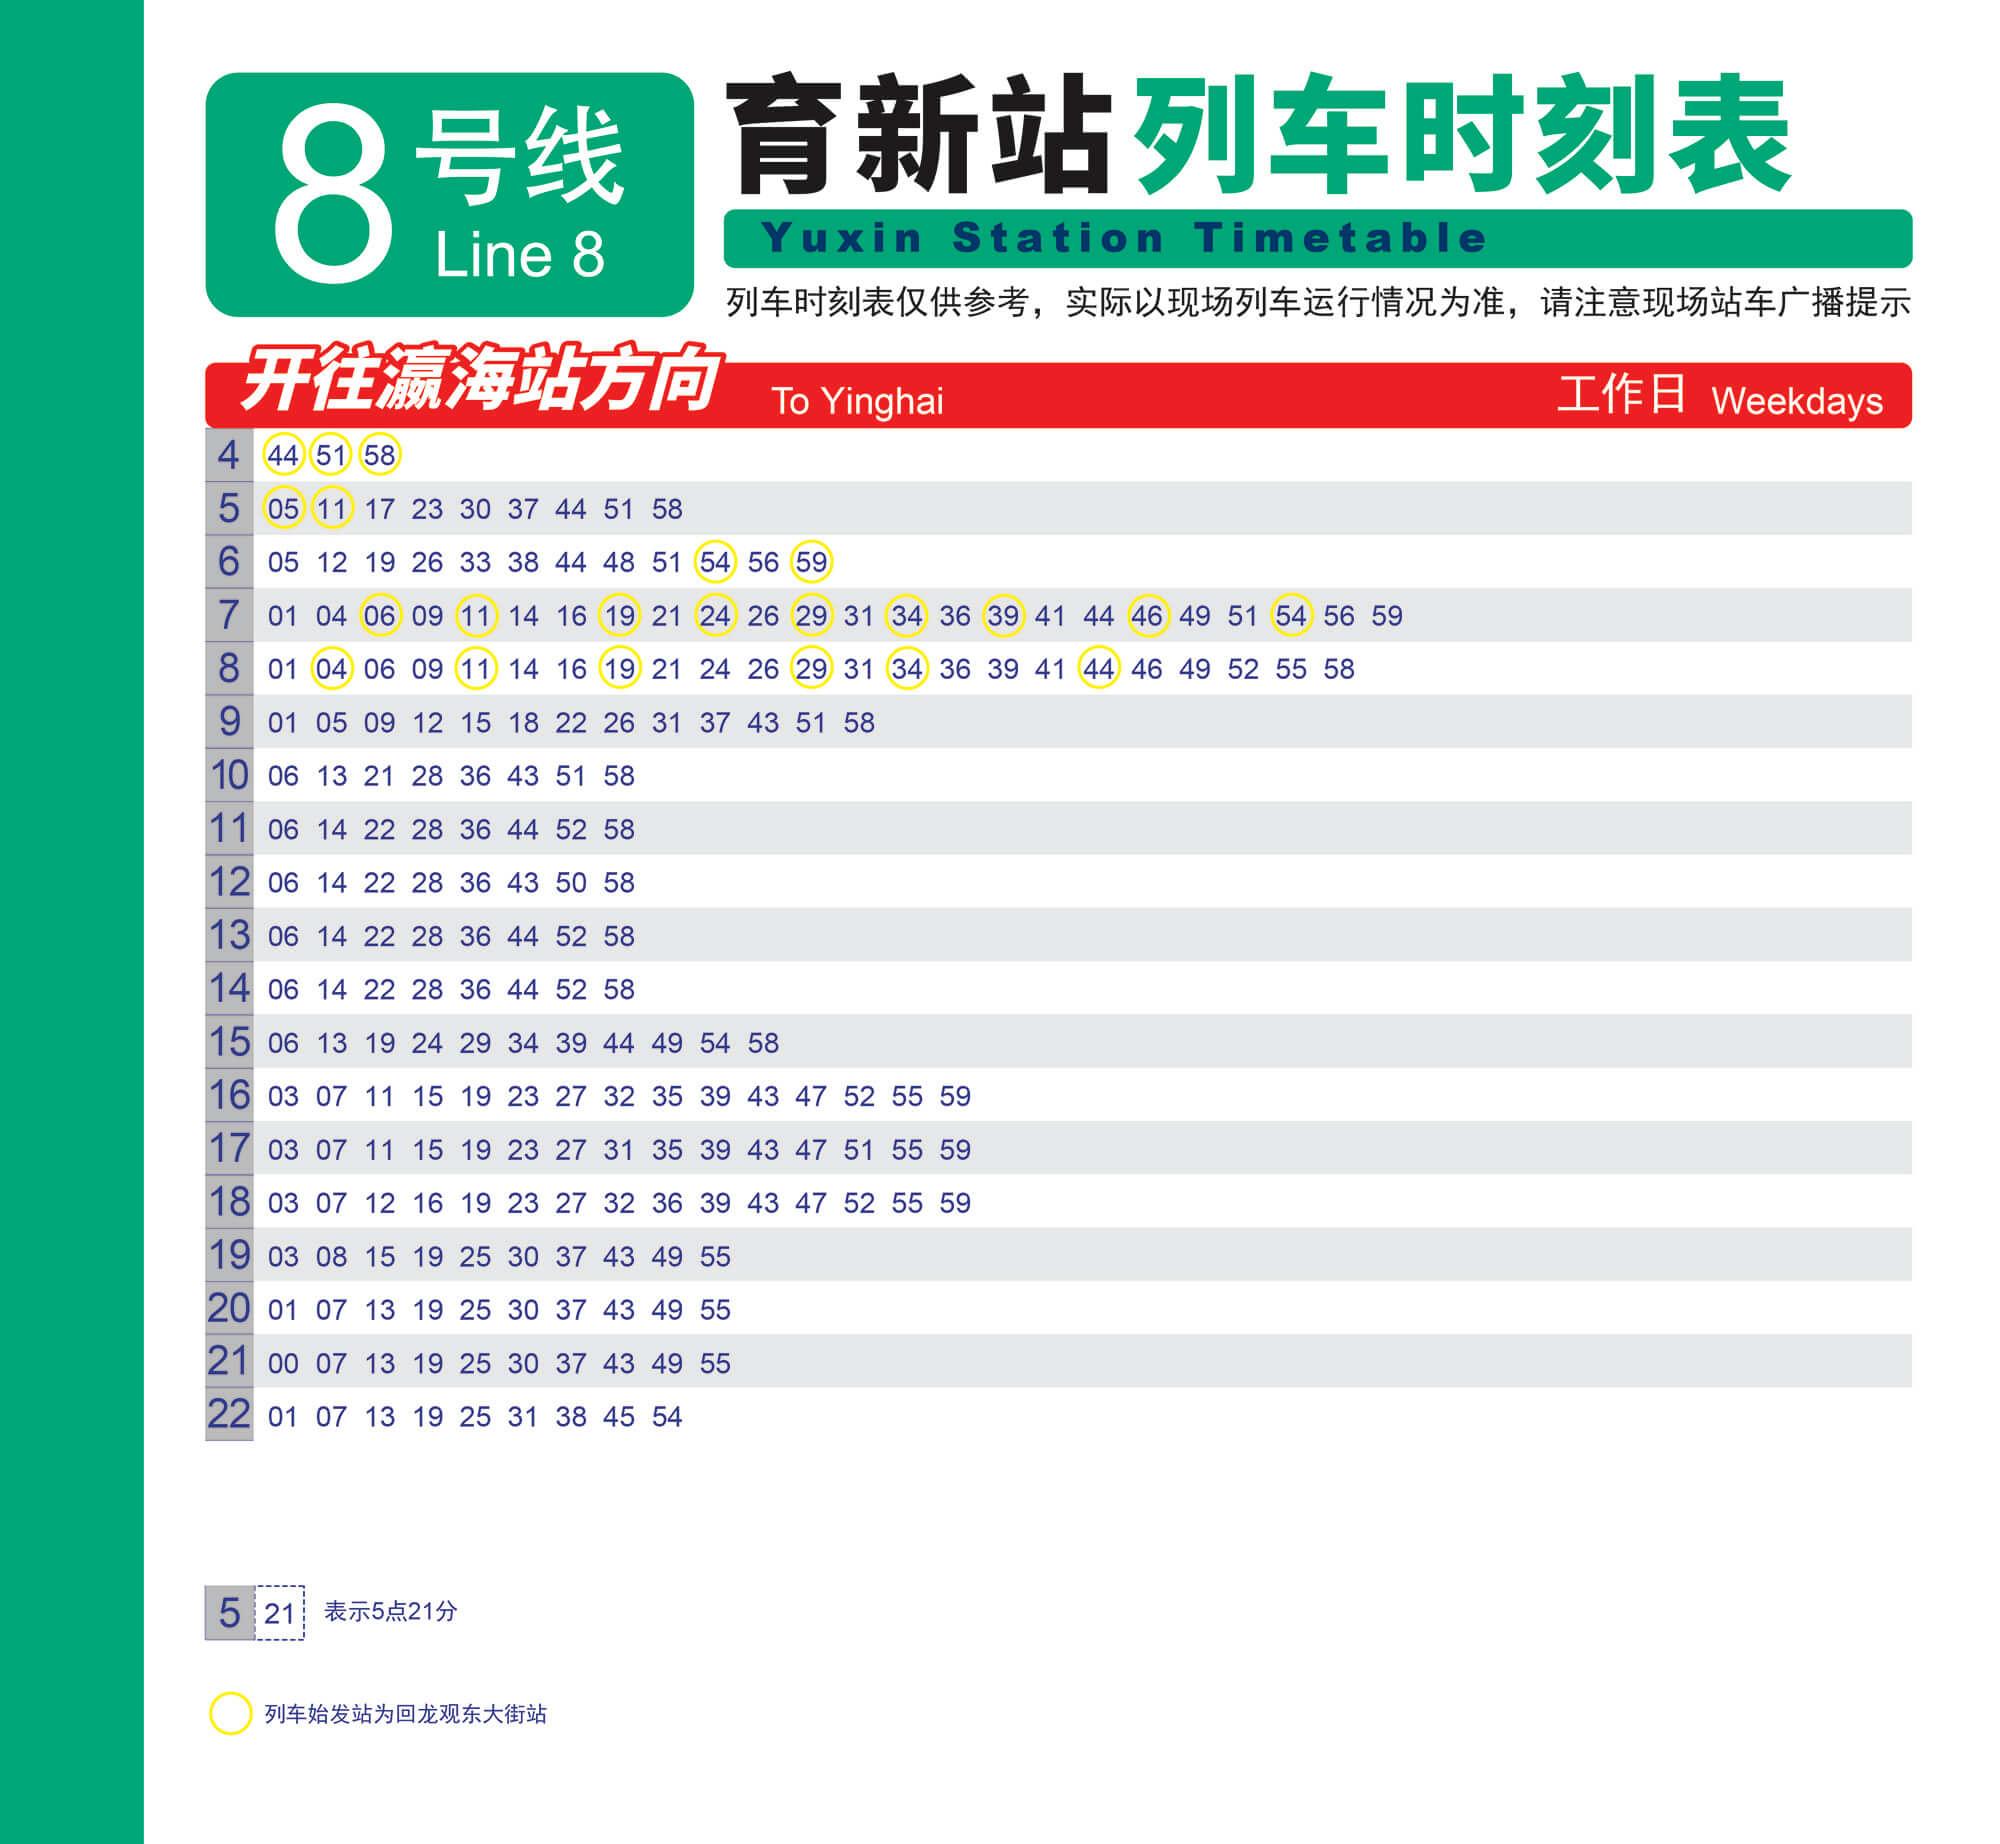 8号线
Line 8
育新站列车时刻表
Yuxin Station Timetable
列车时刻表仅供参考，实际以现场列车运行情况为准，请注意现场站车广播提示
开往瀛海站方向 To Yinghai 工作日 Weekdays
4 44 51 58
5 05 11 17 23 30 37 44 51 58
6 05 12 19 26 33 38 44 48 51 54 56 59
7 01 04 06 09 11 14 16 19 21 24 26 29 31 34 36 39 41 44 46 49 51 54 56 59
8 01 04 06 09 11 14 16 19 21 24 26 29 31 34 36 39 41 44 46 49 52 55 58
9 01 05 09 12 15 18 22 26 31 37 43 51 58
10 06 13 21 28 36 43 51 58
11 06 14 22 28 36 44 52 58
12 06 14 22 28 36 43 50 58
13 06 14 22 28 36 44 52 58
14 06 14 22 28 36 44 52 58
15 06 13 19 24 29 34 39 44 49 54 58
16 03 07 11 15 19 23 27 32 35 39 43 47 52 55 59
17 03 07 11 15 19 23 27 31 35 39 43 47 51 55 59
18 03 07 12 16 19 23 27 32 36 39 43 47 52 55 59
19 03 08 15 19 25 30 37 43 49 55
20 01 07 13 19 25 30 37 43 49 55
21 00 07 13 19 25 30 37 43 49 55
22 01 07 13 19 25 31 38 45 54
5 21 表示5点21分
列车始发站为回龙观东大街站